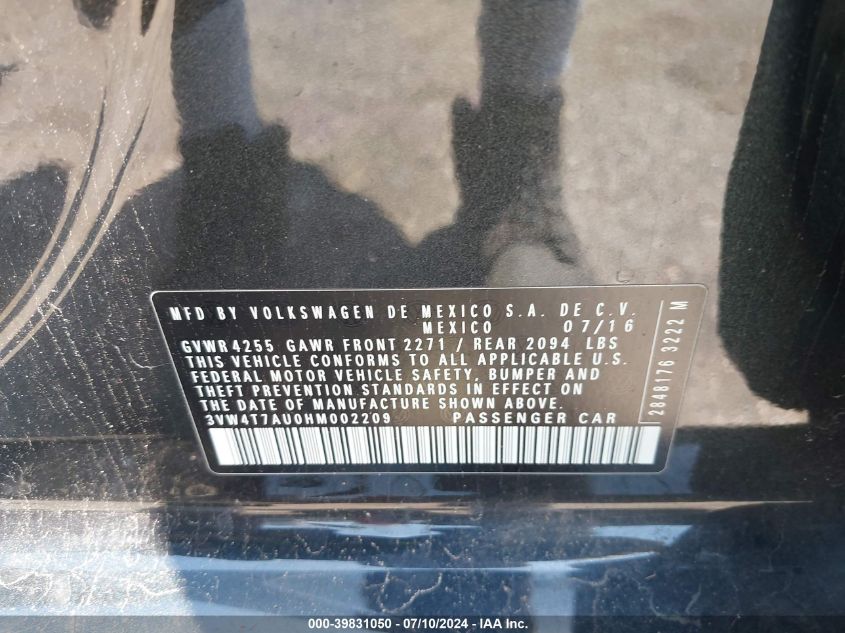 MFD BY VOLKSWAGEN DE MEXICO S.A. DE C.V.
MEXICO 07/16
GVWR 4255 GAWR FRONT 2271 / REAR 2094 LBS
THIS VEHICLE CONFORMS TO ALL APPLICABLE U.S.
FEDERAL MOTOR VEHICLE SAFETY, BUMPER AND
THEFT PREVENTION STANDARDS IN EFFECT ON
THE DATE OF MANUFACTURE SHOWN ABOVE.
3VW4T7AU0HM002209 PASSENGER CAR
2848176 3222 M
000-39831050 - 07/10/2024 - IAA Inc.